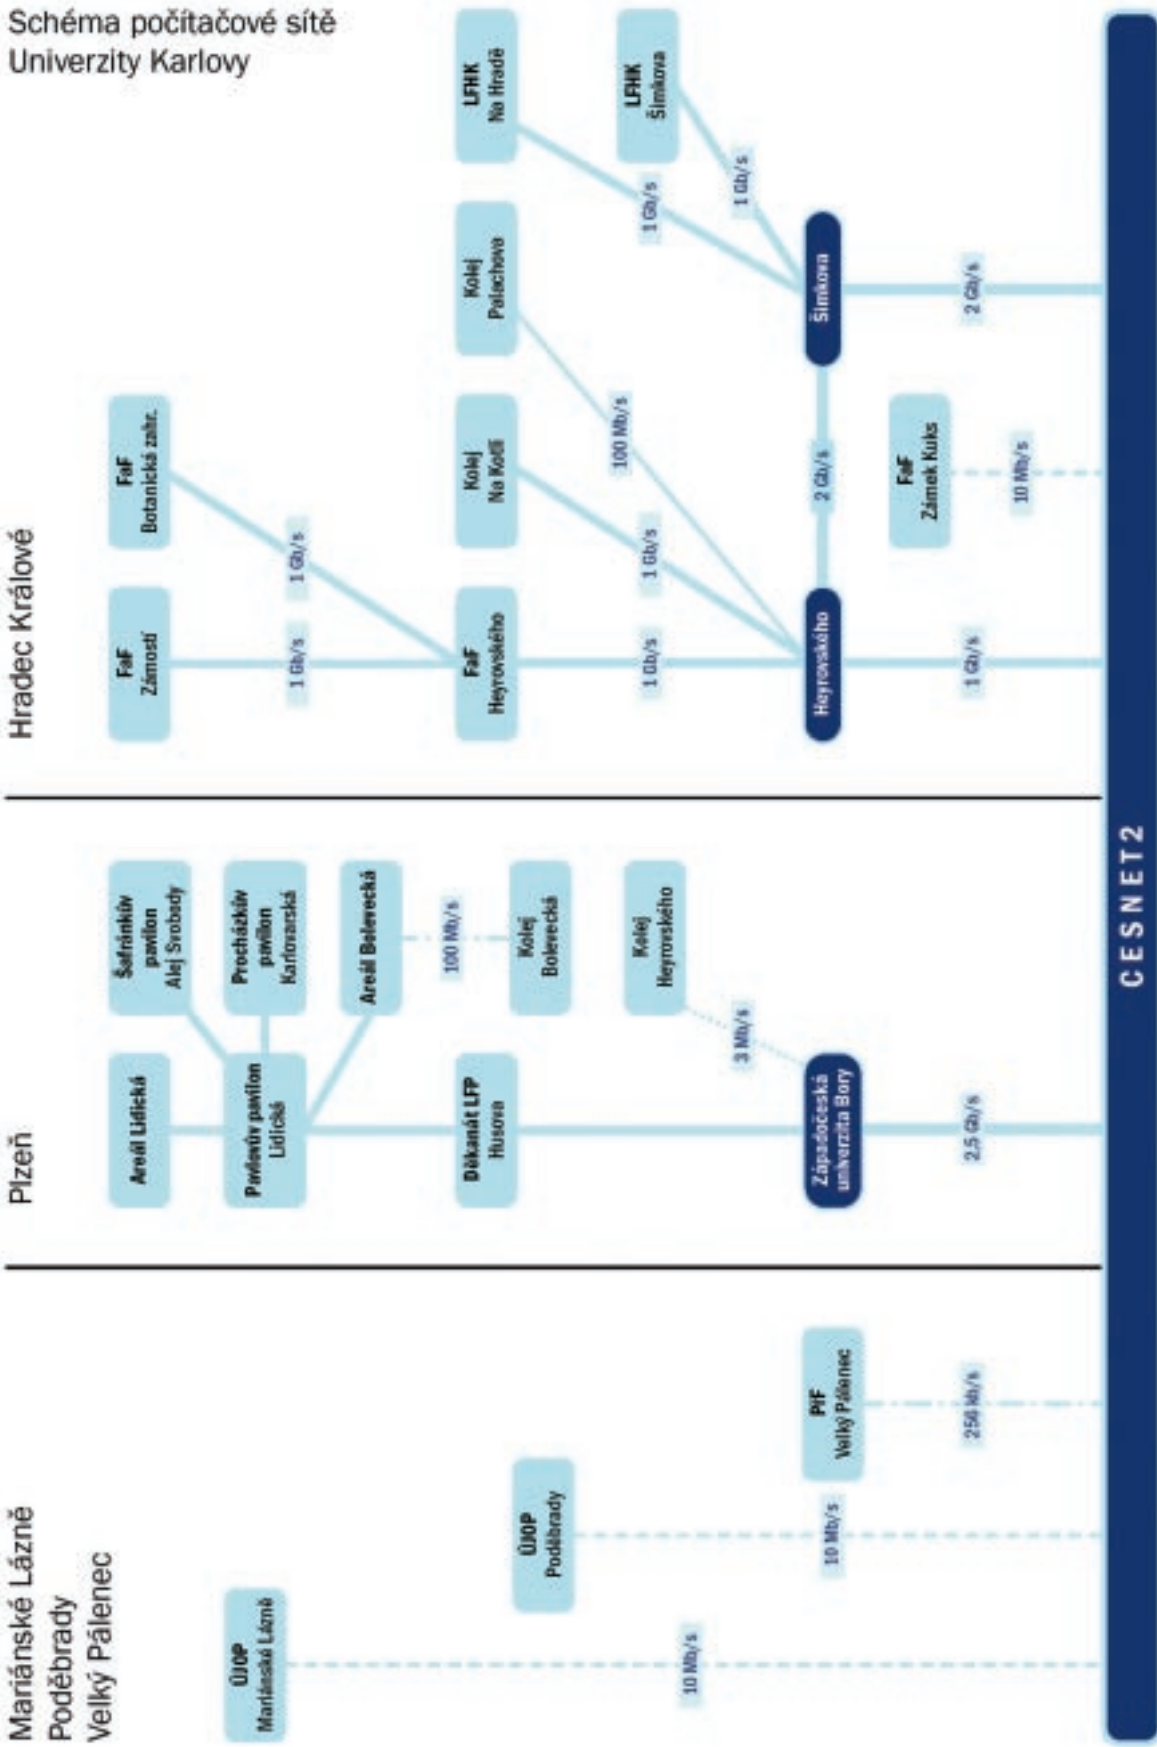 Schéma počítačové sítě
Univerzity Karlovy
Mariánské Lázně
Poděbrady
Velký Pálenec
ÚJOP
Mariánské Lázně
10 Mb/s
ÚJOP
Poděbrady
10 Mb/s
PřF
Velký Pálenec
256 kb/s
Plzeň
Areál Lidická
Šafránkův
pavilon
Alej Svobody
Pavlovův pavilon
Lidická
Procházkův
pavilon
Karlovarská
Areál Bolevecká
100 Mb/s
Děkanát LFP
Husova
Kolej
Bolevecká
Kolej
Heyrovského
3 Mb/s
Západočeská
univerzita Bory
2,5 Gb/s
Hradec Králové
FaF
Zámostí
FaF
Botanická zahr.
1 Gb/s
1 Gb/s
FaF
Heyrovského
Kolej
Na Kotli
Kolej
Palachova
LFHK
Na Hradě
LFHK
Šimkova
1 Gb/s
1 Gb/s
100 Mb/s
1 Gb/s
1 Gb/s
Heyrovského
2 Gb/s
Šimkova
FaF
Zámek Kuks
1 Gb/s
10 Mb/s
2 Gb/s
CESNET2